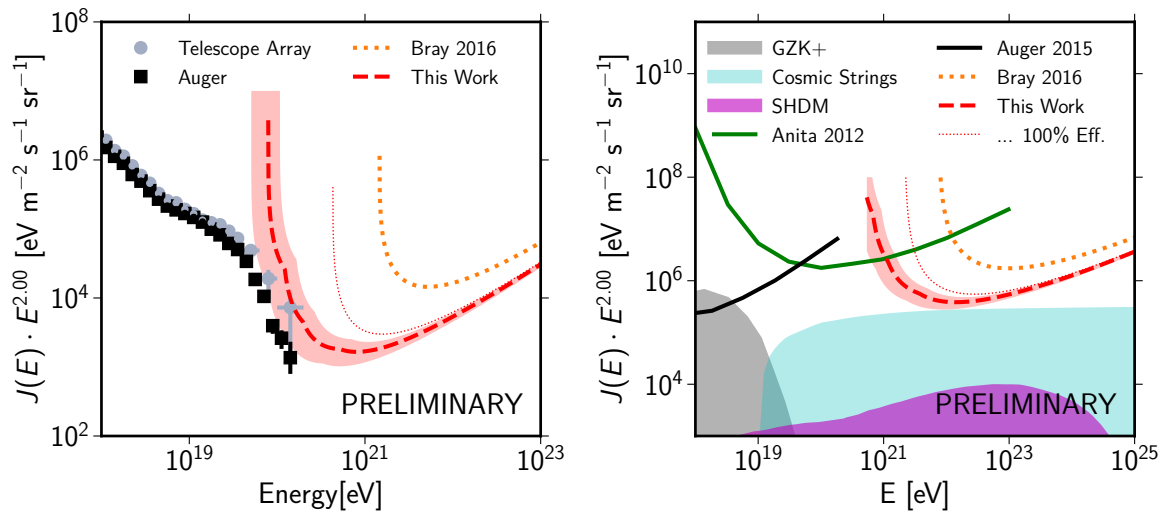 10^8
10^6
10^4
10^2
J(E) · E^2.00 [eV m^−2 s^−1 sr^−1]
Telescope Array
Auger
Bray 2016
This Work
PRELIMINARY
10^19
10^21
10^23
Energy[eV]
10^10
10^8
10^6
10^4
J(E) · E^2.00 [eV m^−2 s^−1 sr^−1]
GZK+
Cosmic Strings
SHDM
Anita 2012
Auger 2015
Bray 2016
This Work
... 100% Eff.
PRELIMINARY
10^19
10^21
10^23
10^25
E [eV]